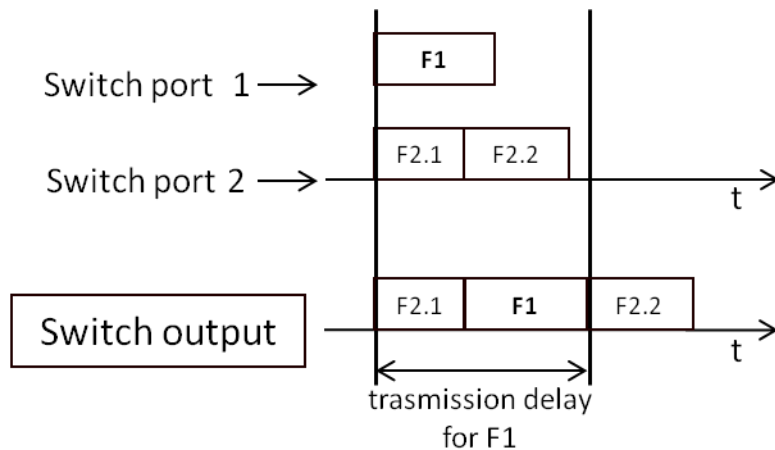 F1
Switch port 1
F2.1 F2.2
Switch port 2
t
F2.1 F1 F2.2
Switch output
t
trasmission delay
for F1